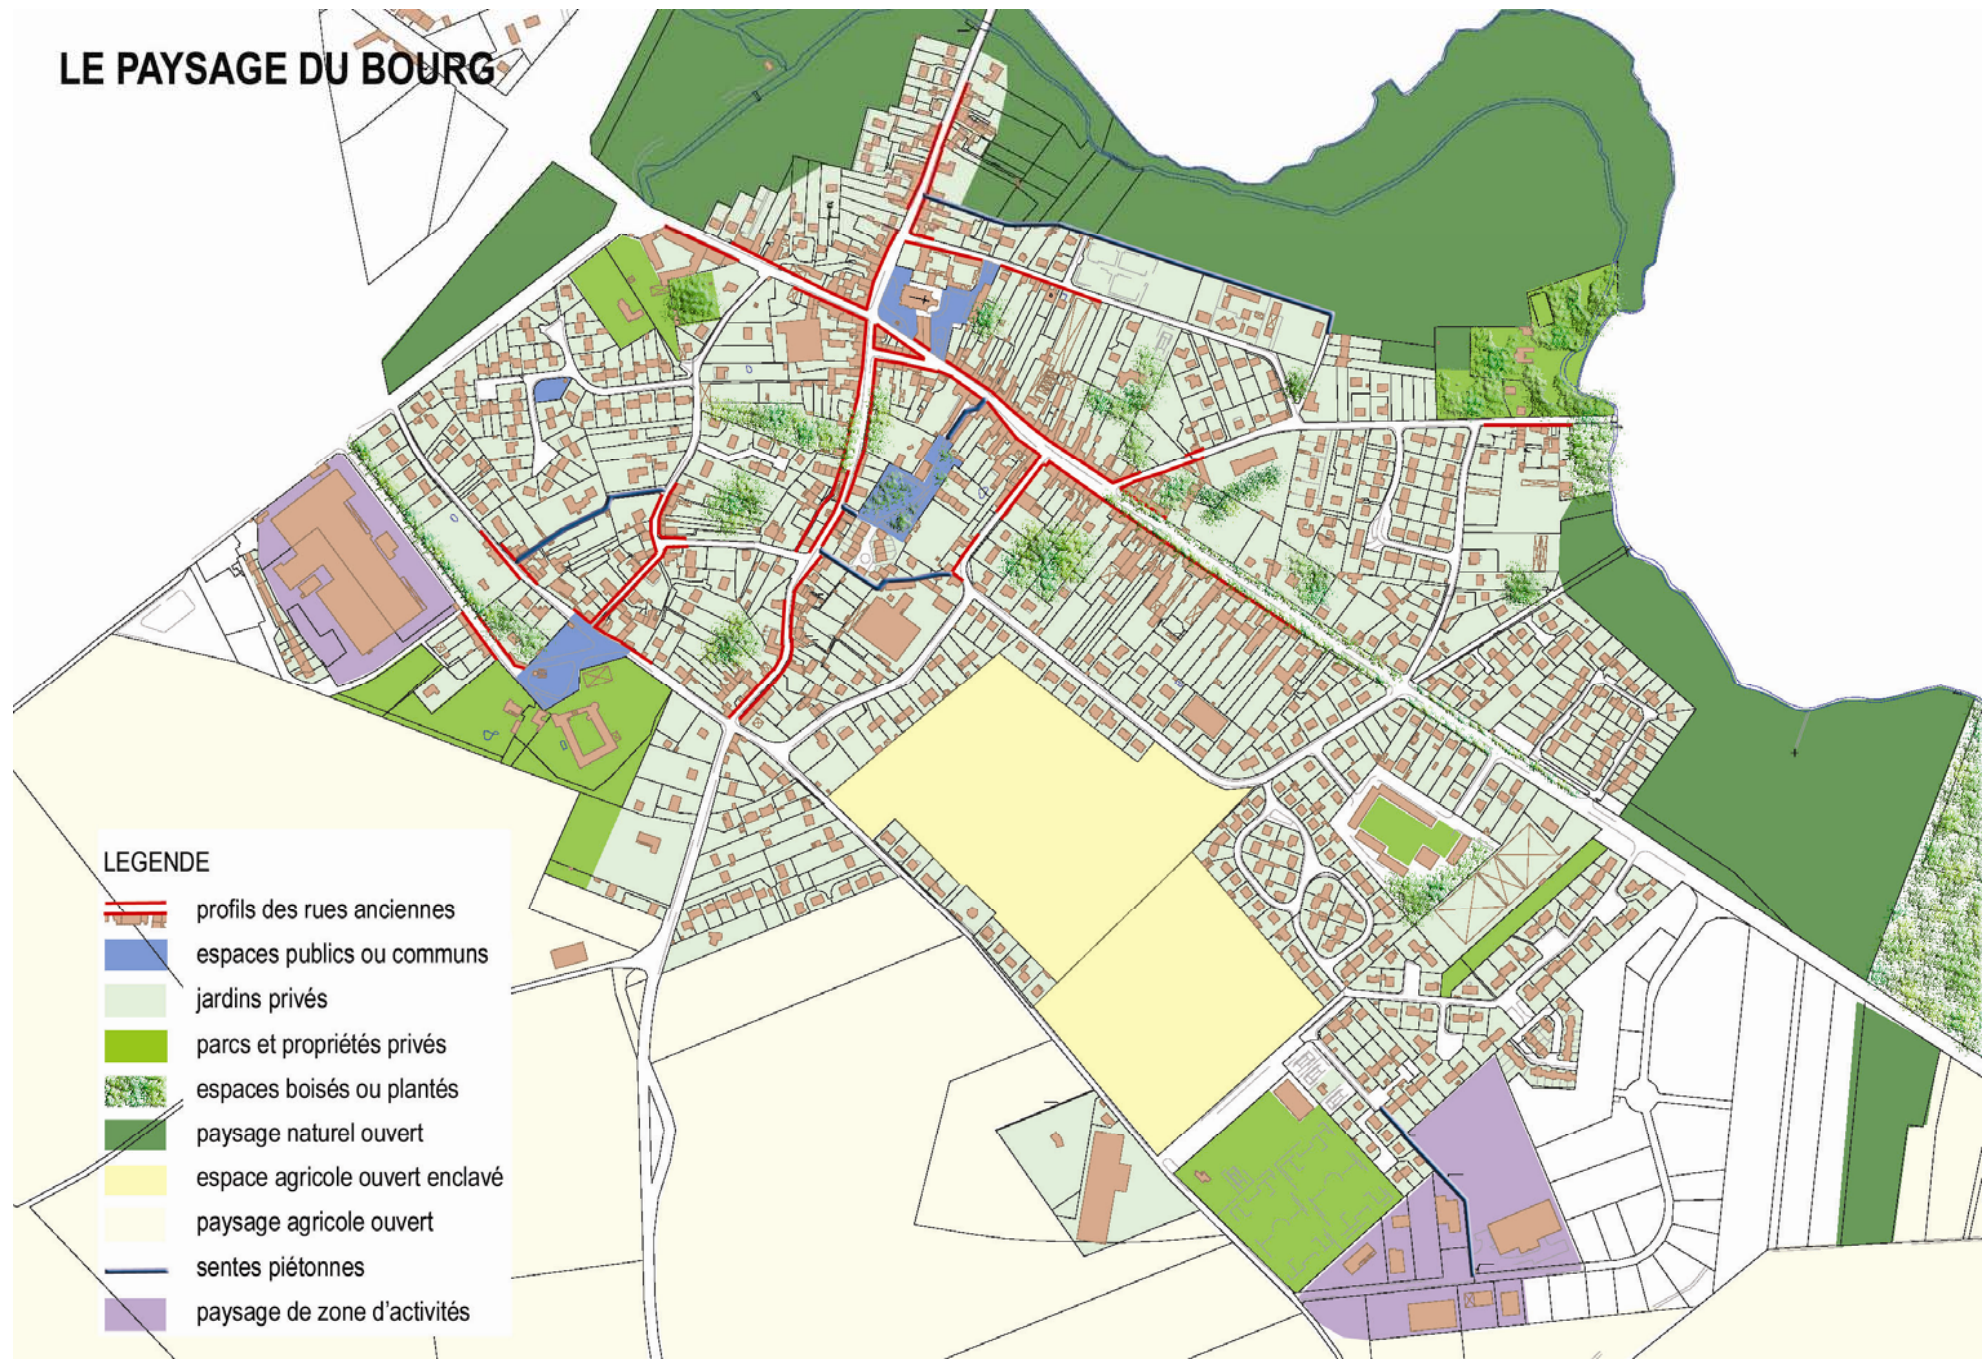 LE PAYSAGE DU BOURG
LEGENDE
profils des rues anciennes
espaces publics ou communs
jardins privés
parcs et propriétés privés
espaces boisés ou plantés
paysage naturel ouvert
espace agricole ouvert enclavé
paysage agricole ouvert
sentes piétonnes
paysage de zone d'activités